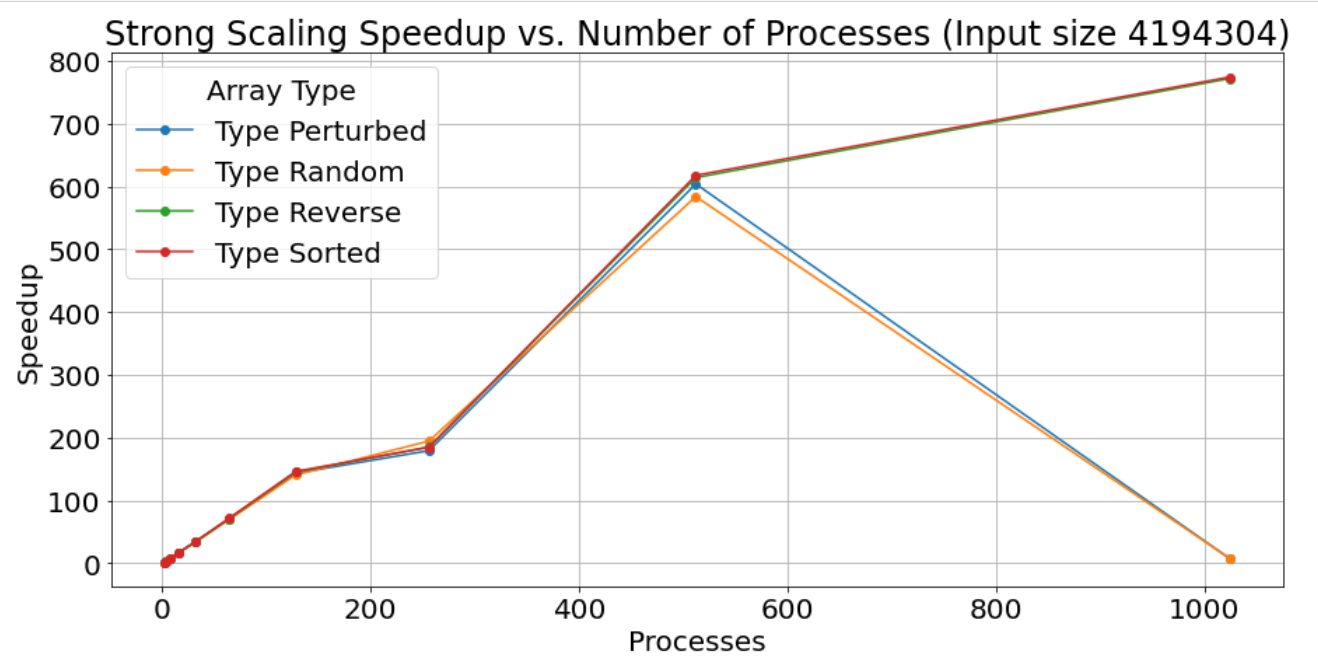 Strong Scaling Speedup vs. Number of Processes (Input size 4194304)
800
700
600
500
400
300
200
100
0
Speedup
Array Type
Type Perturbed
Type Random
Type Reverse
Type Sorted
0 200 400 600 800 1000
Processes